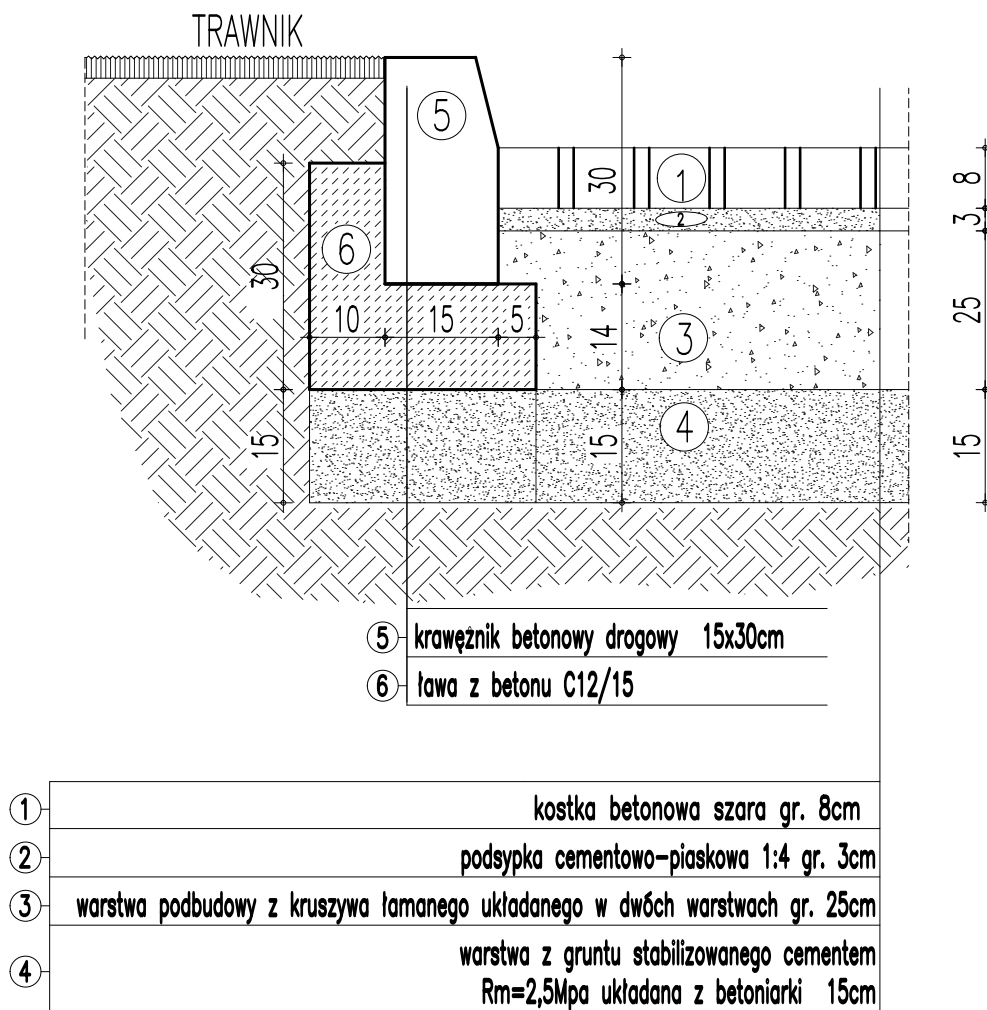 TRAWNIK
5
30
1
8
2
3
6
30
10
15
5
14
3
25
15
15
4
15
5 krawężnik betonowy drogowy 15x30cm
6 ława z betonu C12/15
1 kostka betonowa szara gr. 8cm
2 podsypka cementowo-piaskowa 1:4 gr. 3cm
3 warstwa podbudowy z kruszywa łamanego układanego w dwóch warstwach gr. 25cm
4 warstwa z gruntu stabilizowanego cementem
Rm=2,5Mpa układana z betoniarki 15cm